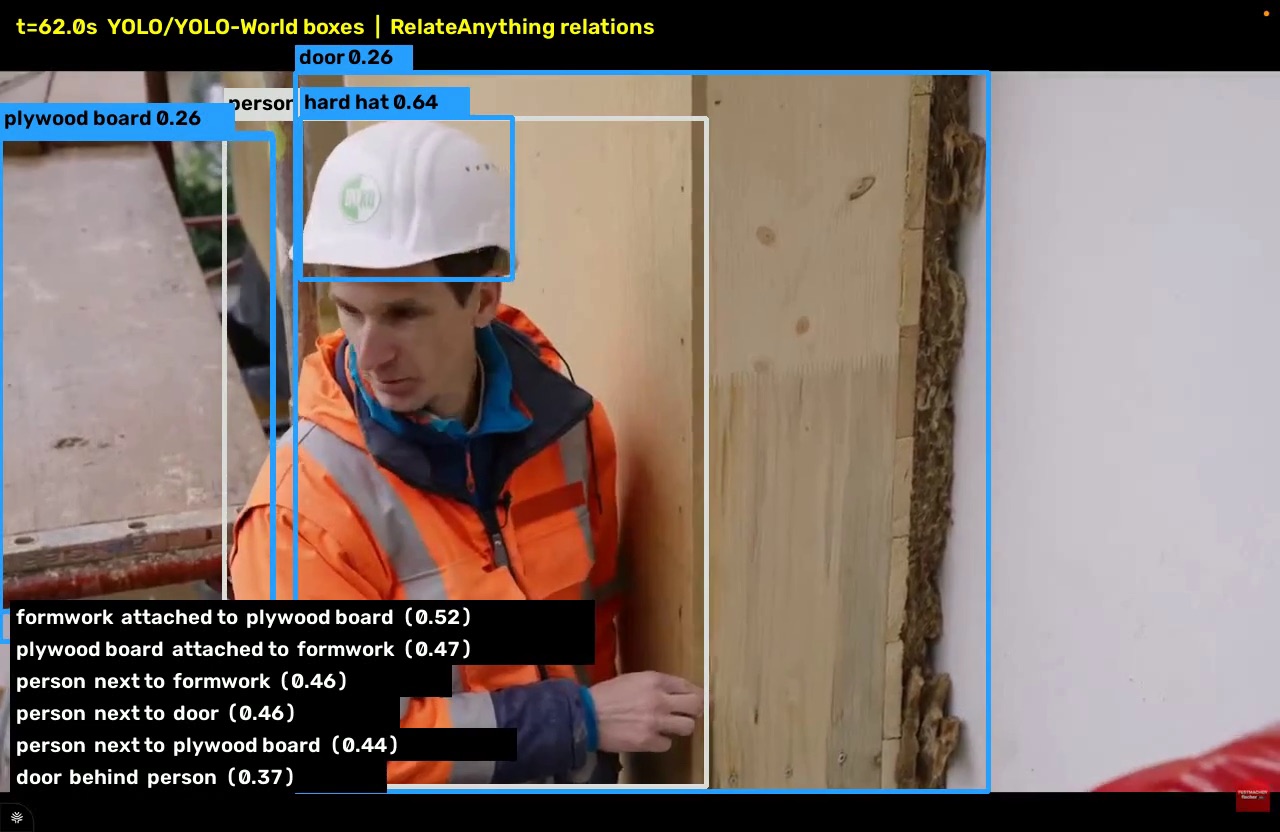 t=62.0s YOLO/YOLO-World boxes | RelateAnything relations
door 0.26
person
hard hat 0.64
plywood board 0.26
formwork attached to plywood board (0.52)
plywood board attached to formwork (0.47)
person next to formwork (0.46)
person next to door (0.46)
person next to plywood board (0.44)
door behind person (0.37)